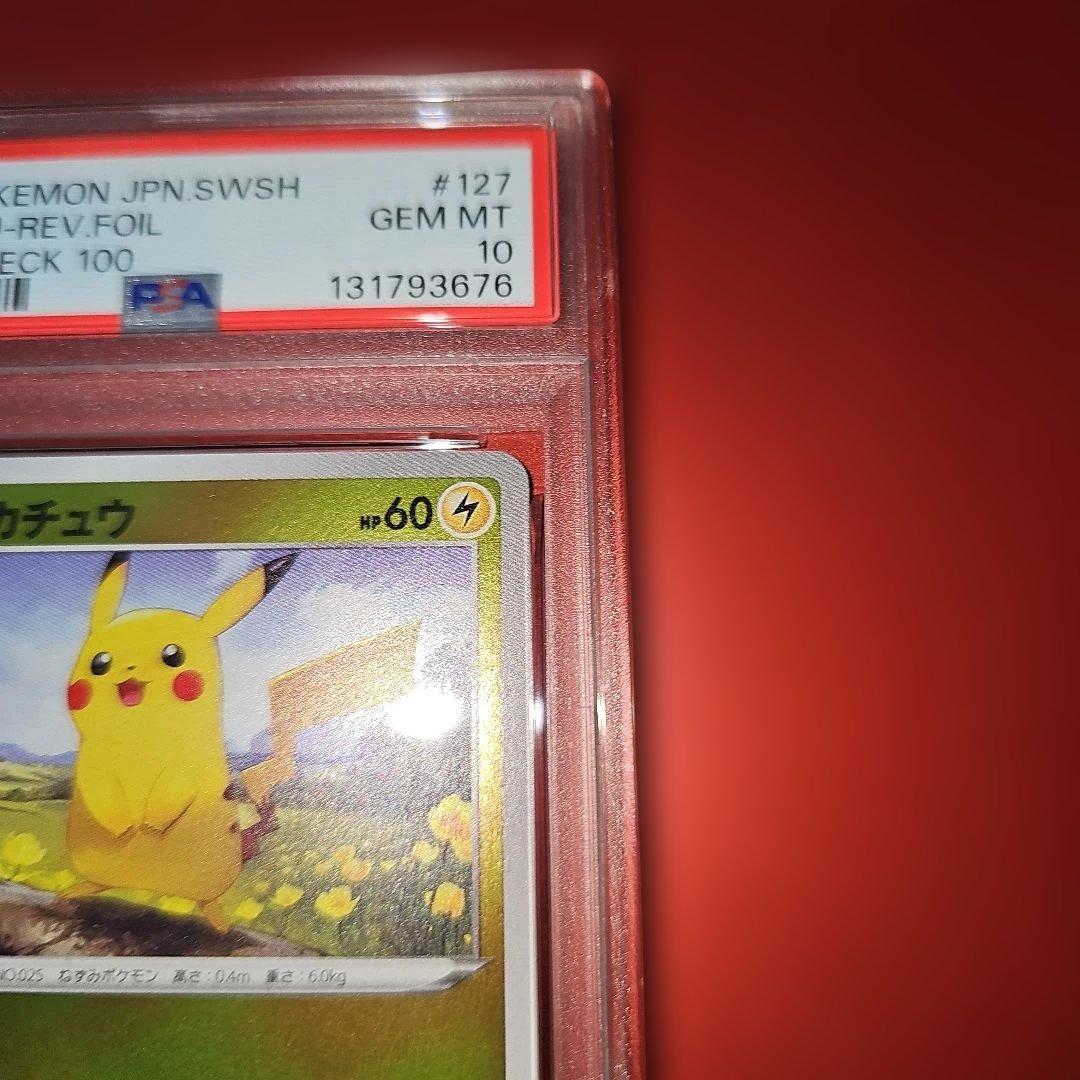 KEMON JPN.SWSH #127
-REV.FOIL GEM MT
ECK 100 10
PSA 131793676
カチュウ HP60
NO.025 ねずみポケモン 高さ：0.4m 重さ：6.0kg